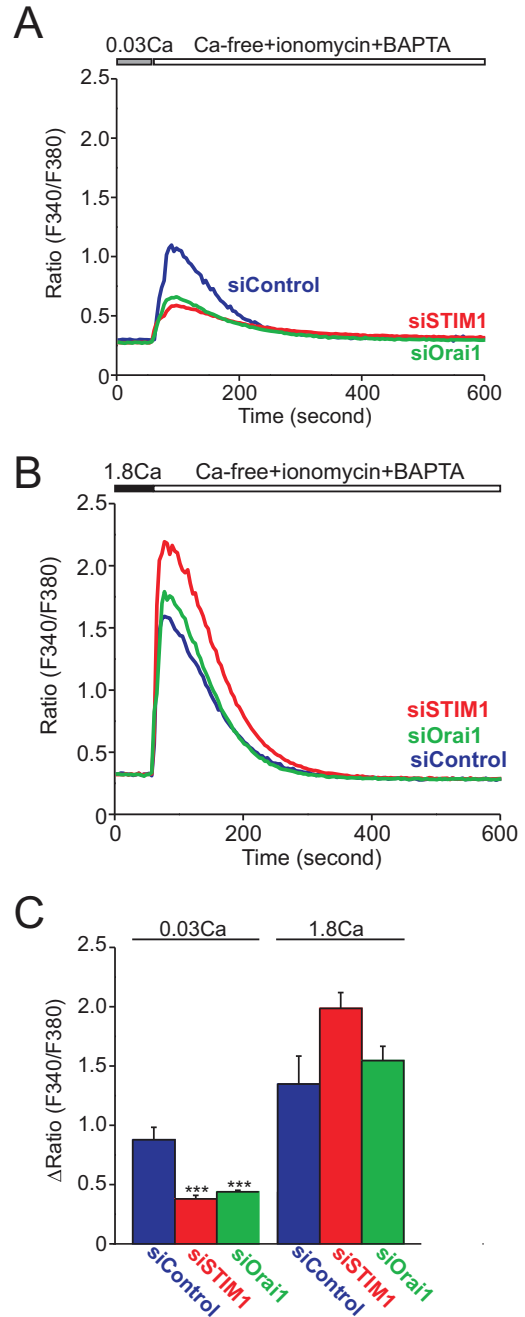 A
0.03Ca Ca-free+ionomycin+BAPTA
2.5
2.0
1.5
1.0
0.5
0
Ratio (F340/F380)
siControl
siSTIM1
siOrai1
0 200 400 600
Time (second)
B
1.8Ca Ca-free+ionomycin+BAPTA
2.5
2.0
1.5
1.0
0.5
0
Ratio (F340/F380)
siSTIM1
siOrai1
siControl
0 200 400 600
Time (second)
C
0.03Ca 1.8Ca
2.5
2.0
1.5
1.0
0.5
0
ΔRatio (F340/F380)
*** ***
siControl siSTIM1 siOrai1 siControl siSTIM1 siOrai1